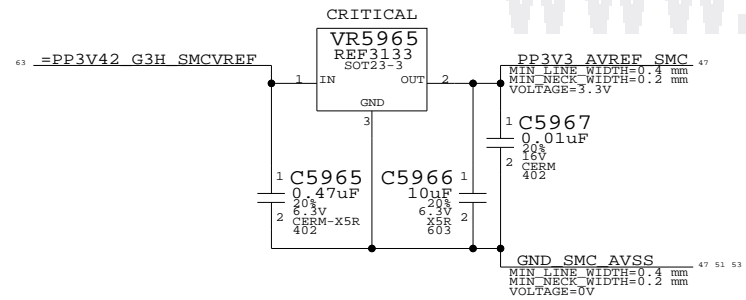 CRITICAL
VR5965
REF3133
SOT23-3
63 =PP3V42_G3H_SMCVREF
1 IN OUT 2
GND
3
PP3V3_AVREF_SMC 47
MIN_LINE_WIDTH=0.4 mm
MIN_NECK_WIDTH=0.2 mm
VOLTAGE=3.3V
1 C5967
0.01uF
20%
16V
2 CERM
402
1 C5965
0.47uF
20%
6.3V
2 CERM-X5R
402
C5966 1
10uF
20%
6.3V
X5R 2
603
GND_SMC_AVSS 47 51 53
MIN_LINE_WIDTH=0.4 mm
MIN_NECK_WIDTH=0.2 mm
VOLTAGE=0V